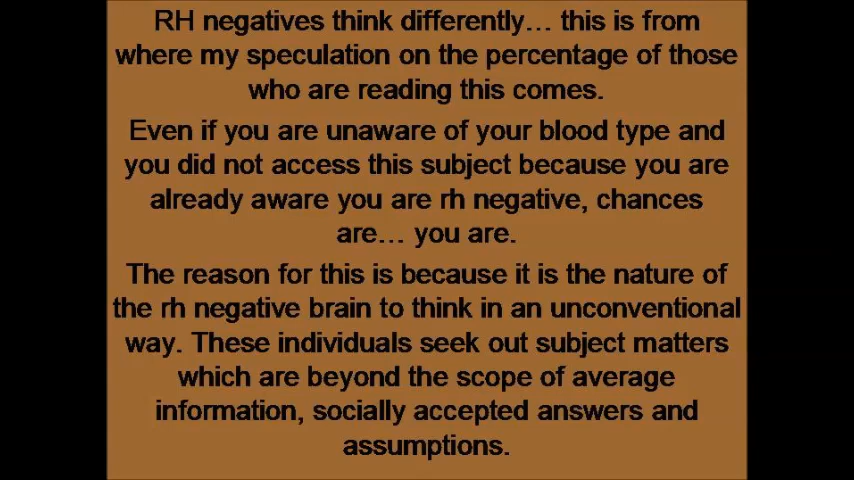 RH negatives think differently... this is from
where my speculation on the percentage of those
who are reading this comes.
Even if you are unaware of your blood type and
you did not access this subject because you are
already aware you are rh negative, chances
are... you are.
The reason for this is because it is the nature of
the rh negative brain to think in an unconventional
way. These individuals seek out subject matters
which are beyond the scope of average
information, socially accepted answers and
assumptions.